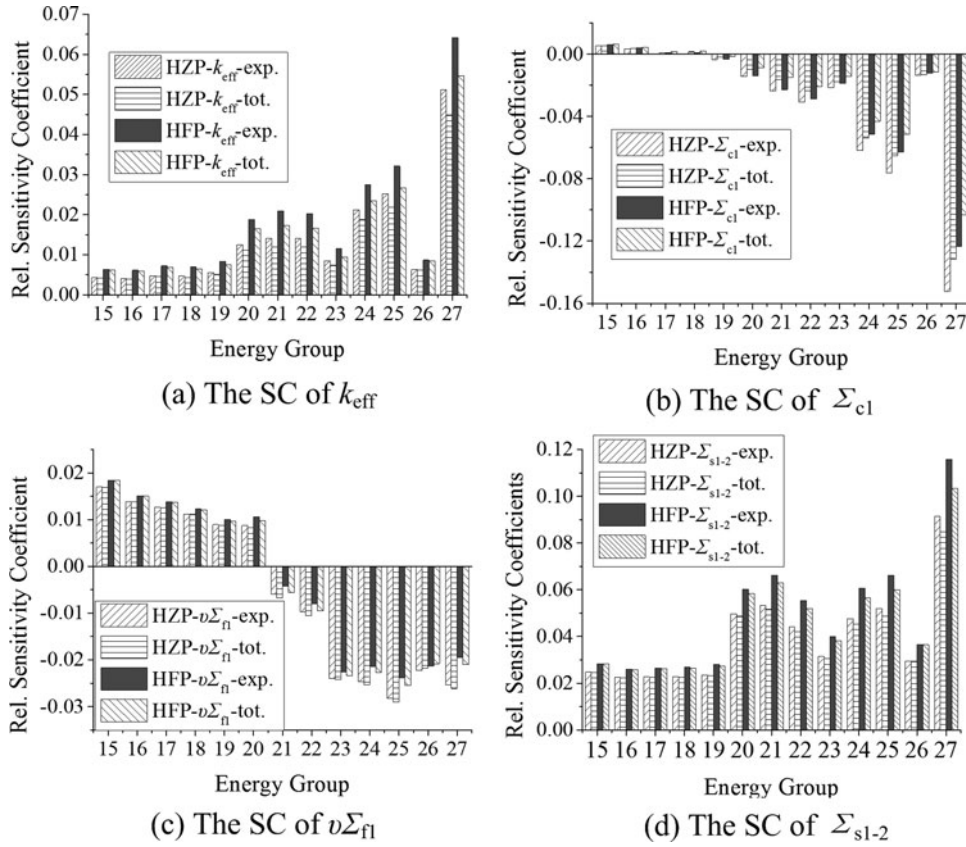 Rel. Sensitivity Coefficient
0.07
0.06
0.05
0.04
0.03
0.02
0.01
0.00
HZP-keff-exp.
HZP-keff-tot.
HFP-keff-exp.
HFP-keff-tot.
15 16 17 18 19 20 21 22 23 24 25 26 27
Energy Group
(a) The SC of keff
Rel. Sensitivity Coefficient
0.00
-0.04
-0.08
-0.12
-0.16
HZP-Σc1-exp.
HZP-Σc1-tot.
HFP-Σc1-exp.
HFP-Σc1-tot.
15 16 17 18 19 20 21 22 23 24 25 26 27
Energy Group
(b) The SC of Σc1
Rel. Sensitivity Coefficient
0.02
0.01
0.00
-0.01
-0.02
-0.03
HZP-υΣf1-exp.
HZP-υΣf1-tot.
HFP-υΣf1-exp.
HFP-υΣf1-tot.
15 16 17 18 19 20 21 22 23 24 25 26 27
Energy Group
(c) The SC of υΣf1
Rel. Sensitivity Coefficients
0.12
0.10
0.08
0.06
0.04
0.02
0.00
HZP-Σs1-2-exp.
HZP-Σs1-2-tot.
HFP-Σs1-2-exp.
HFP-Σs1-2-tot.
15 16 17 18 19 20 21 22 23 24 25 26 27
Energy Group
(d) The SC of Σs1-2